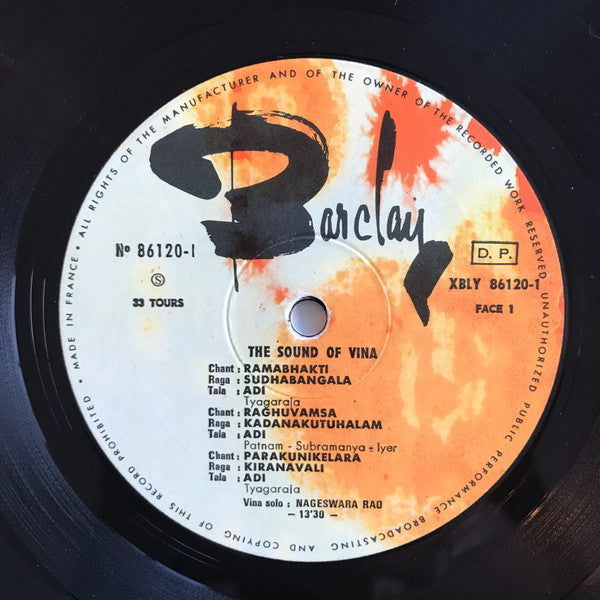 ALL RIGHTS OF THE MANUFACTURER AND OF THE OWNER OF THE RECORDED WORK RESERVED UNAUTHORIZED PUBLIC PERFORMANCE BROADCASTING AND COPYING OF THIS RECORD PROHIBITED • MADE IN FRANCE •
Barclay
Nº 86120-1
S
33 TOURS
D. P.
XBLY 86120-1
FACE 1
THE SOUND OF VINA
Chant : RAMABHAKTI
Raga : SUDHABANGALA
Tala : ADI
Tyagaraja
Chant : RAGHUVAMSA
Raga : KADANAKUTUHALAM
Tala : ADI
Patnam - Subramanya - Iyer
Chant : PARAKUNIKELARA
Raga : KIRANAVALI
Tala : ADI
Tyagaraja
Vina solo : NAGESWARA RAO
— 13'30 —